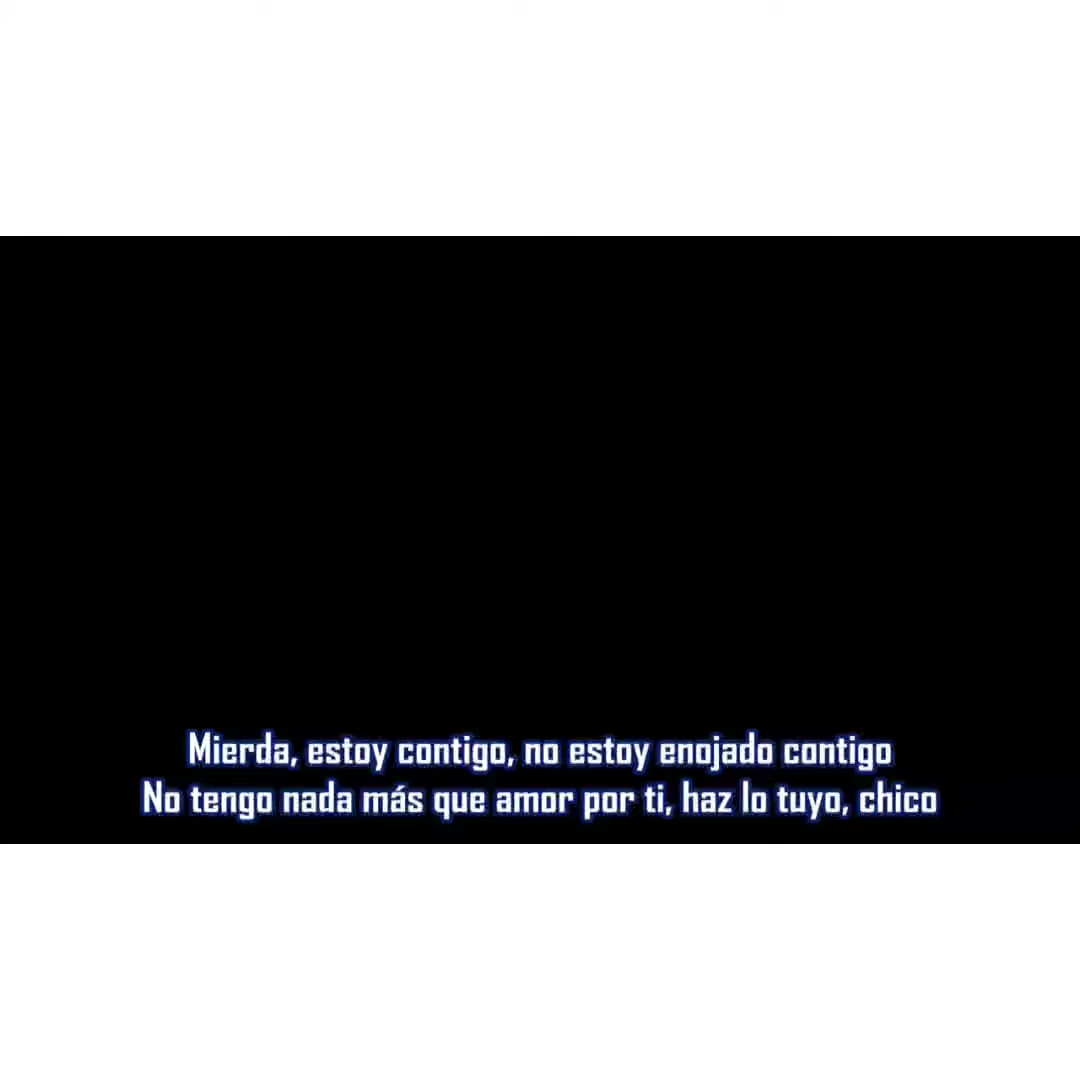 Mierda, estoy contigo, no estoy enojado contigo
No tengo nada más que amor por ti, haz lo tuyo, chico